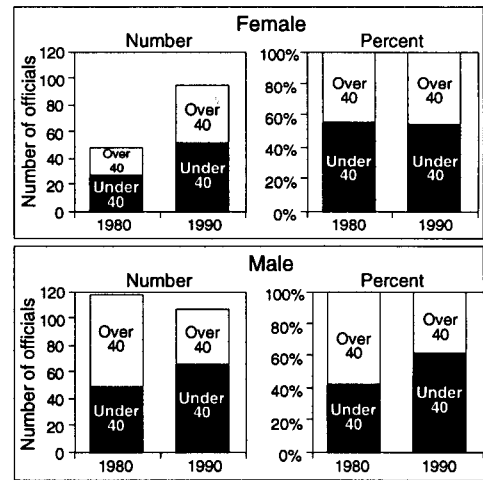 Female
Number
Percent
Number of officials
120
100
80
60
40
20
0
Over
40
Under
40
Over
40
Under
40
1980
1990
100%
80%
60%
40%
20%
0%
Over
40
Under
40
Over
40
Under
40
1980
1990
Male
Number
Percent
Number of officials
120
100
80
60
40
20
0
Over
40
Under
40
Over
40
Under
40
1980
1990
100%
80%
60%
40%
20%
0%
Over
40
Under
40
Over
40
Under
40
1980
1990